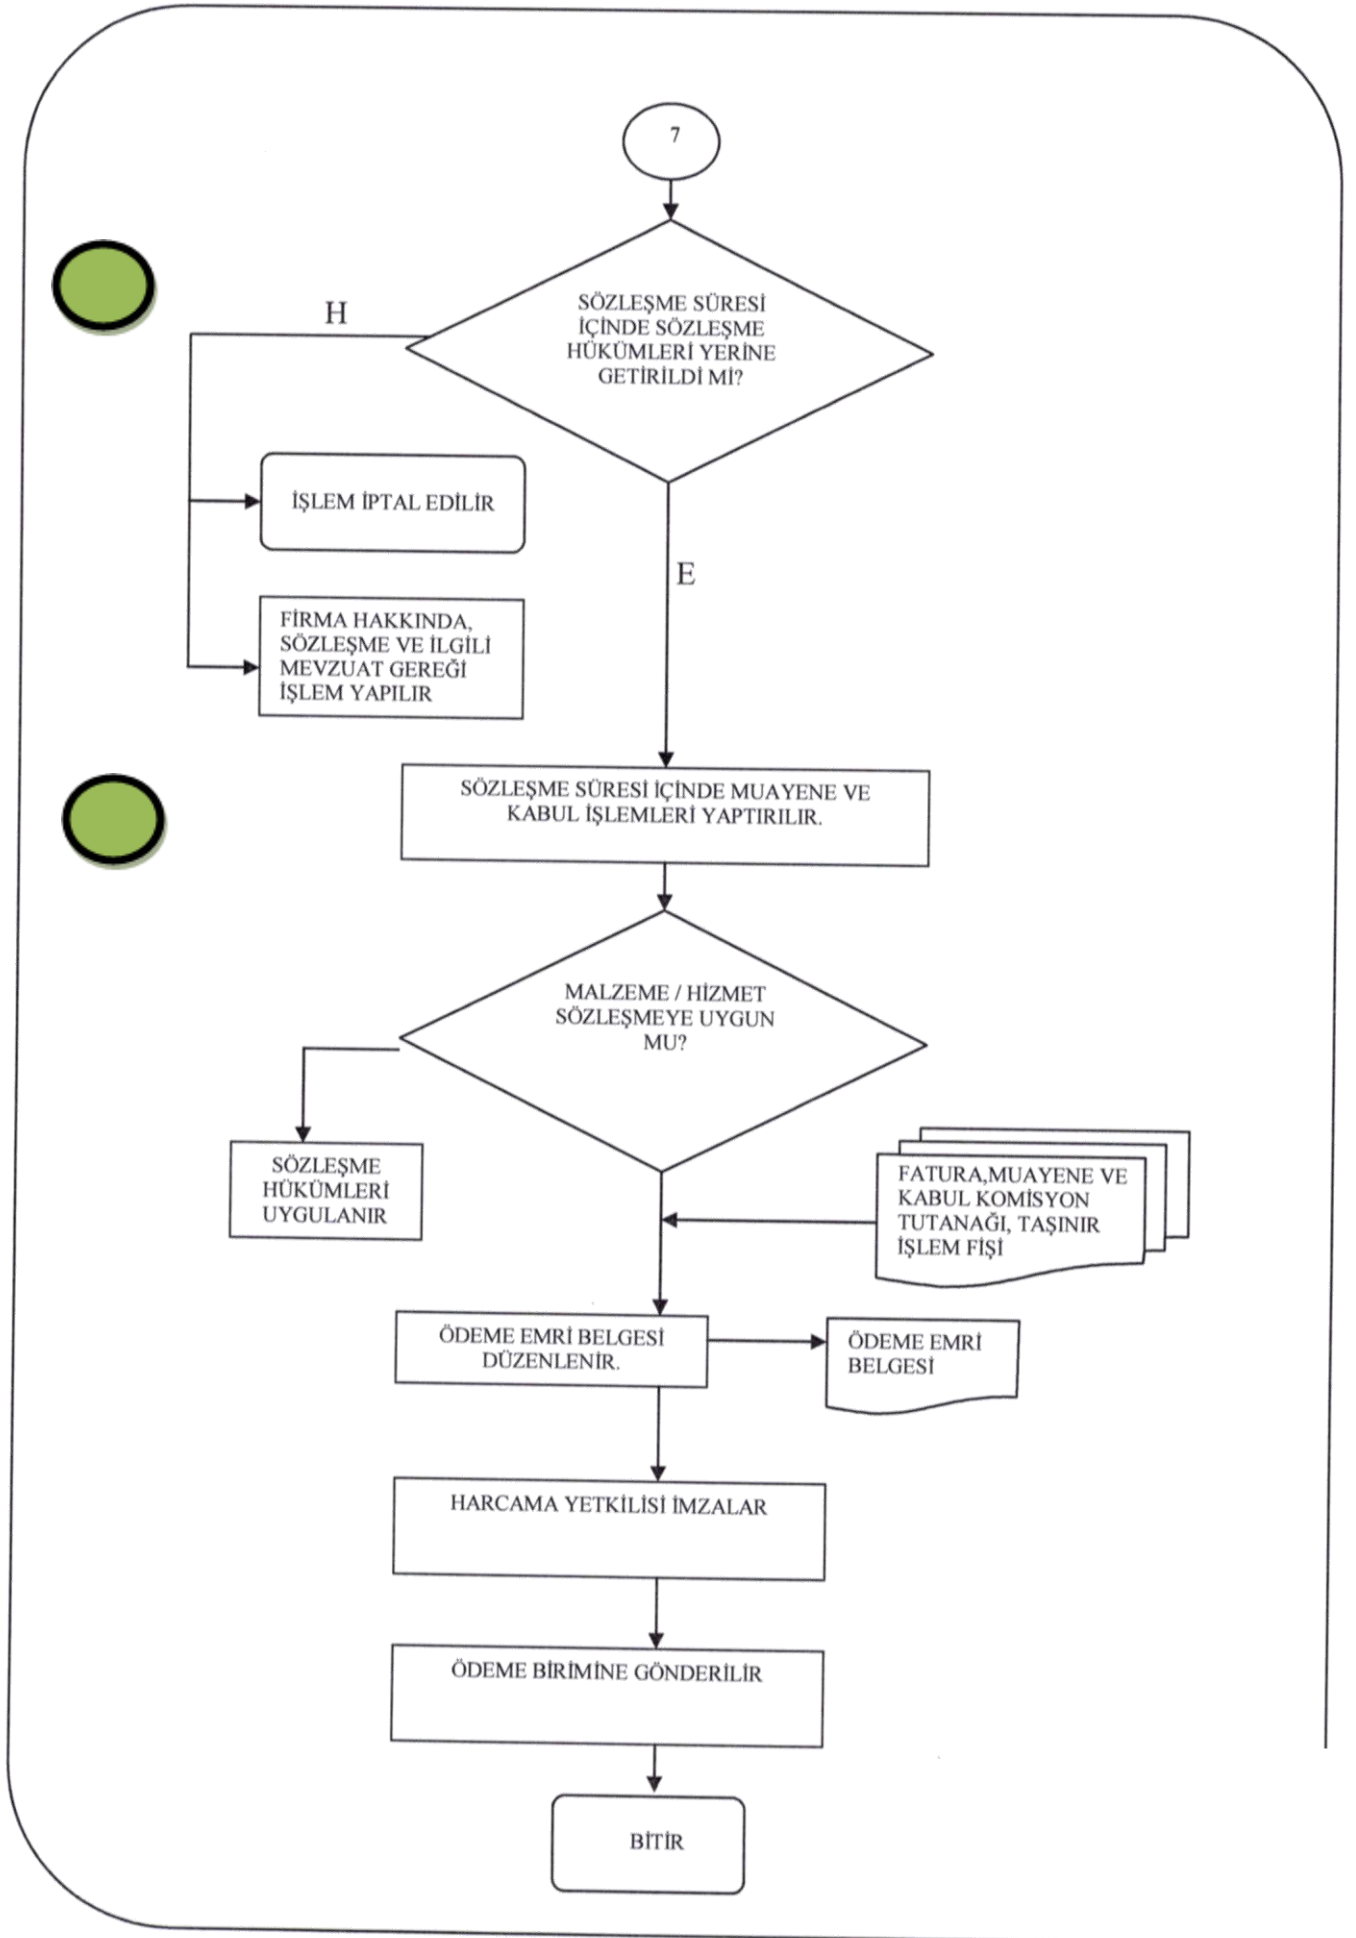 7
SÖZLEŞME SÜRESİ
İÇİNDE SÖZLEŞME
HÜKÜMLERİ YERİNE
GETİRİLDİ Mİ?
H
İŞLEM İPTAL EDİLİR
E
FİRMA HAKKINDA,
SÖZLEŞME VE İLGİLİ
MEVZUAT GEREĞİ
İŞLEM YAPILIR
SÖZLEŞME SÜRESİ İÇİNDE MUAYENE VE
KABUL İŞLEMLERİ YAPTIRILIR.
MALZEME / HİZMET
SÖZLEŞMEYE UYGUN
MU?
SÖZLEŞME
HÜKÜMLERİ
UYGULANIR
FATURA,MUAYENE VE
KABUL KOMİSYON
TUTANAĞI, TAŞINIR
İŞLEM FİŞİ
ÖDEME EMRİ BELGESİ
DÜZENLENİR.
ÖDEME EMRİ
BELGESİ
HARCAMA YETKİLİSİ İMZALAR
ÖDEME BİRİMİNE GÖNDERİLİR
BİTİR